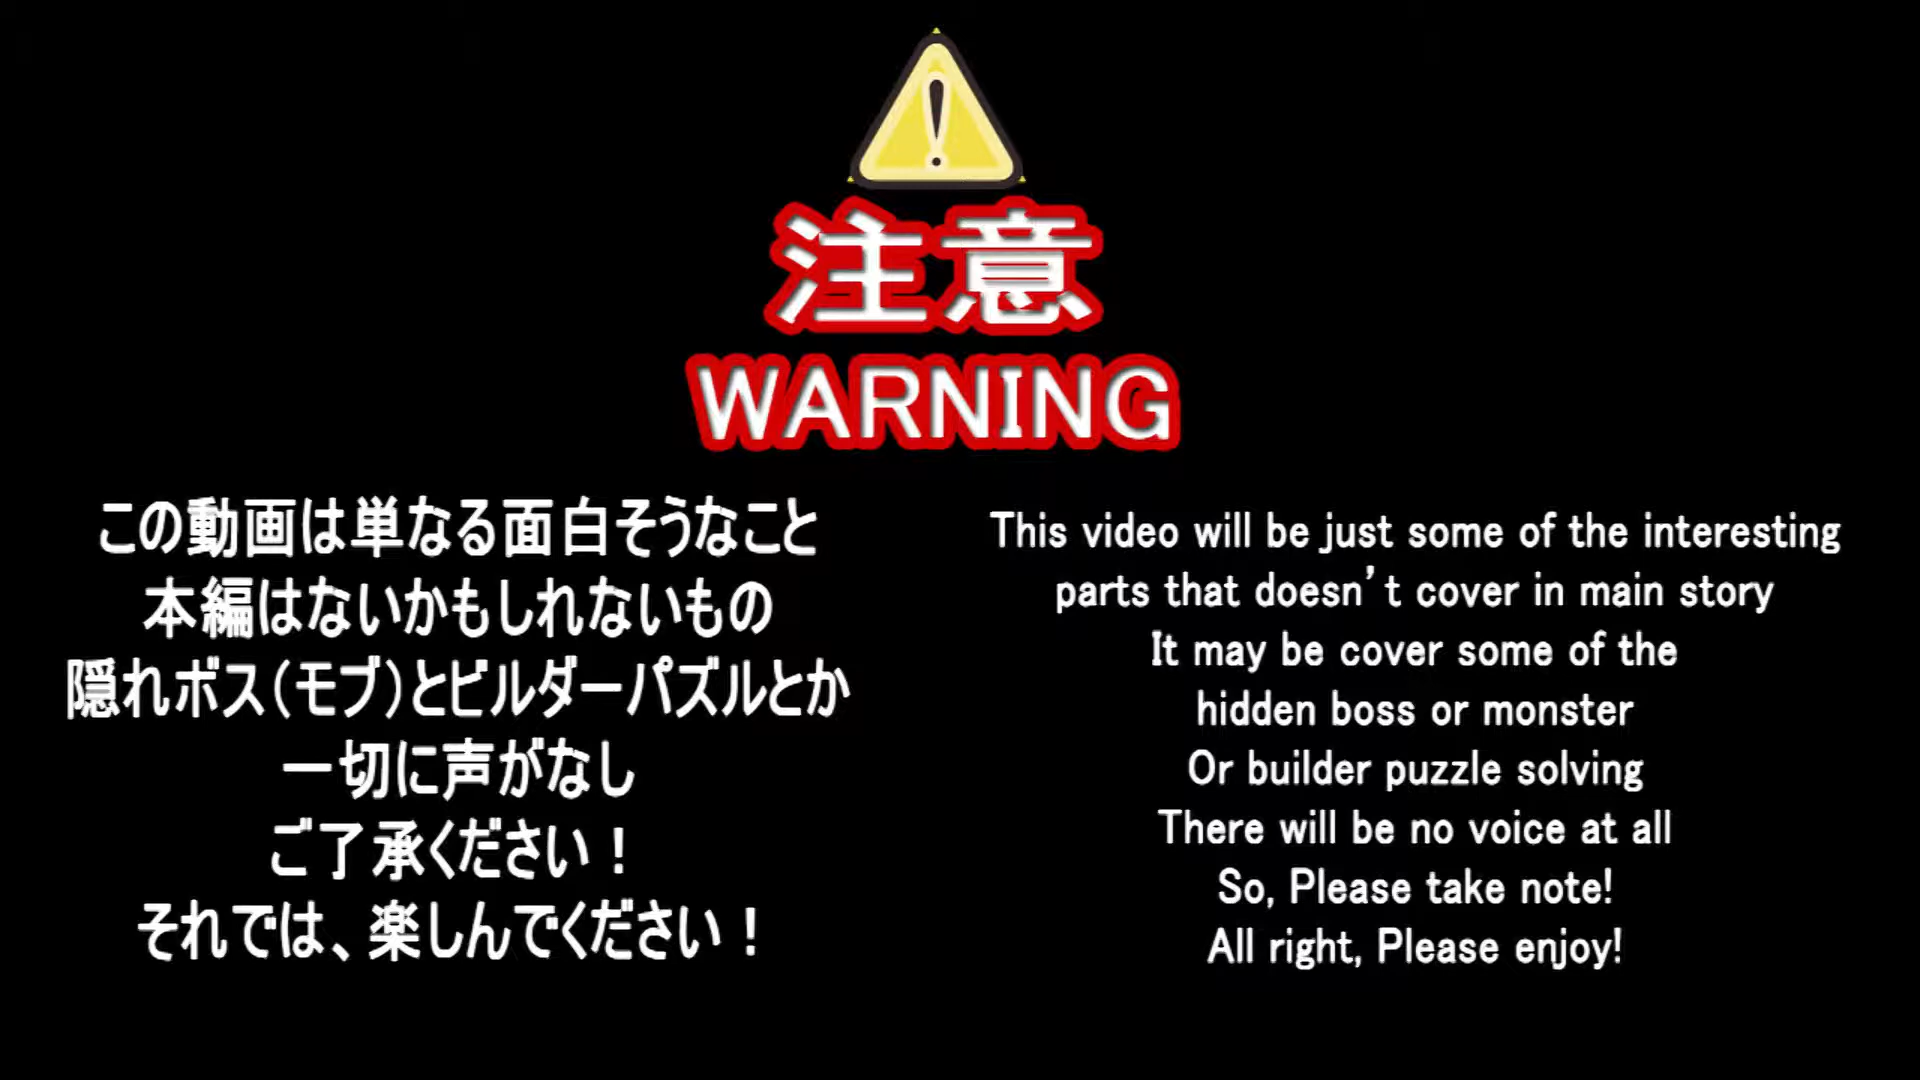 注意
WARNING
この動画は単なる面白そうなこと
本編はないかもしれないもの
隠れボス(モブ)とビルダーパズルとか
一切に声がなし
ご了承ください！
それでは、楽しんでください！
This video will be just some of the interesting
parts that doesn't cover in main story
It may be cover some of the
hidden boss or monster
Or builder puzzle solving
There will be no voice at all
So, Please take note!
All right, Please enjoy!